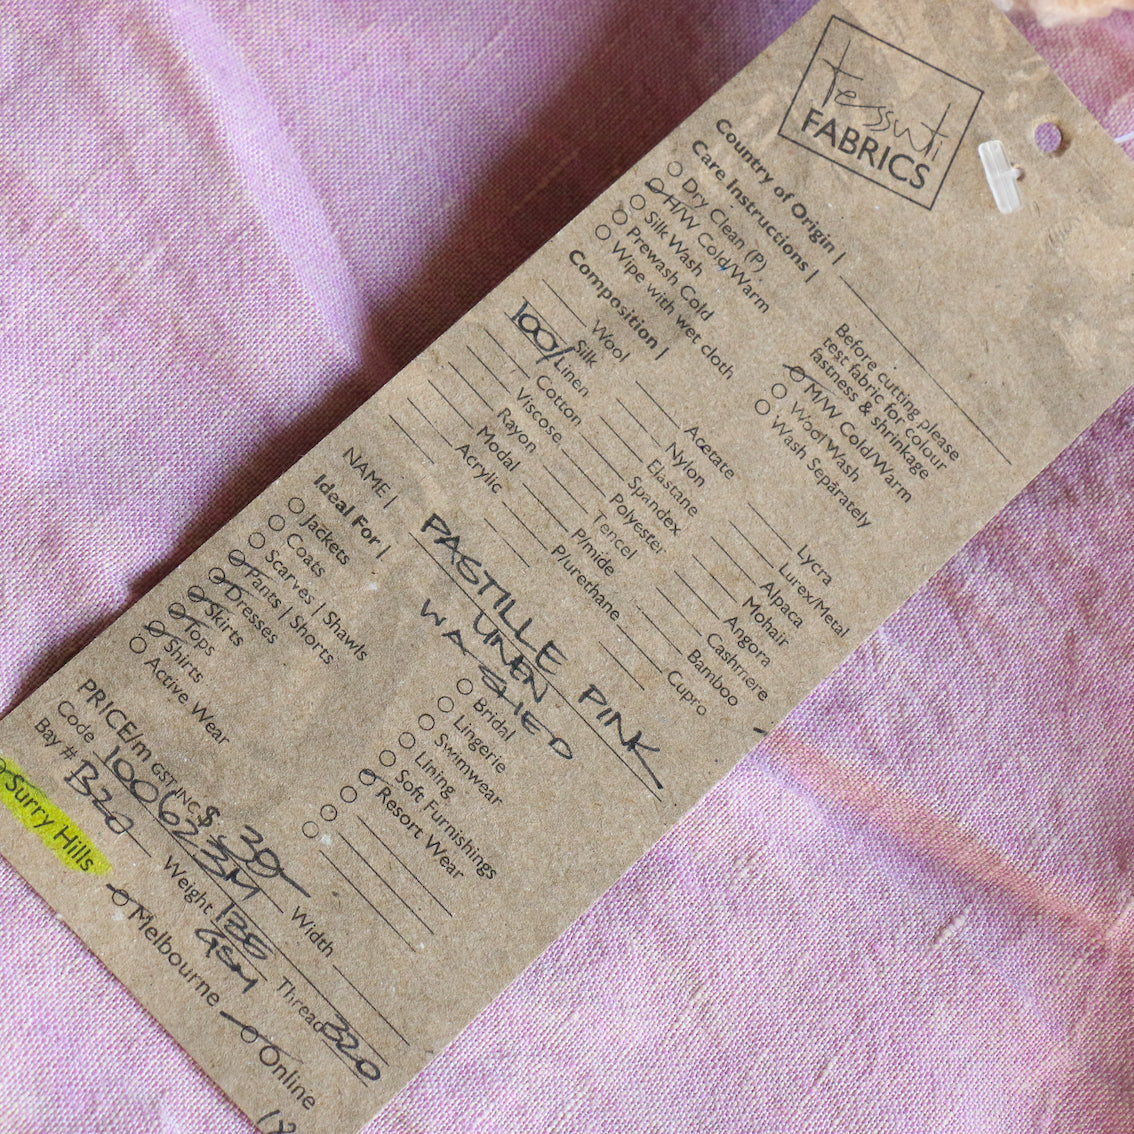 tessuti
FABRICS
Country of Origin |
Care Instructions |
Dry Clean (P)
H/W Cold/Warm
Silk Wash
Prewash Cold
Wipe with wet cloth
Before cutting please
test fabric for colour
fastness & shrinkage
M/W Cold/Warm
Wool Wash
Wash Separately
Composition |
Wool
Silk
100% Linen
Cotton
Viscose
Rayon
Modal
Acrylic
Acetate
Nylon
Elastane
Spandex
Polyester
Tencel
P/mide
P/urethane
Lycra
Lurex/Metal
Alpaca
Mohair
Angora
Cashmere
Bamboo
Cupro
NAME | PASTILLE PINK
LINEN
WASHED
Ideal For |
Jackets
Coats
Scarves | Shawls
Pants | Shorts
Dresses
Skirts
Tops
Shirts
Active Wear
Bridal
Lingerie
Swimwear
Lining
Soft Furnishings
Resort Wear
PRICE/m GST INC $ 30-
Code 100623M Width
Bay # B20 Weight Thread 320
Surry Hills Melbourne Online